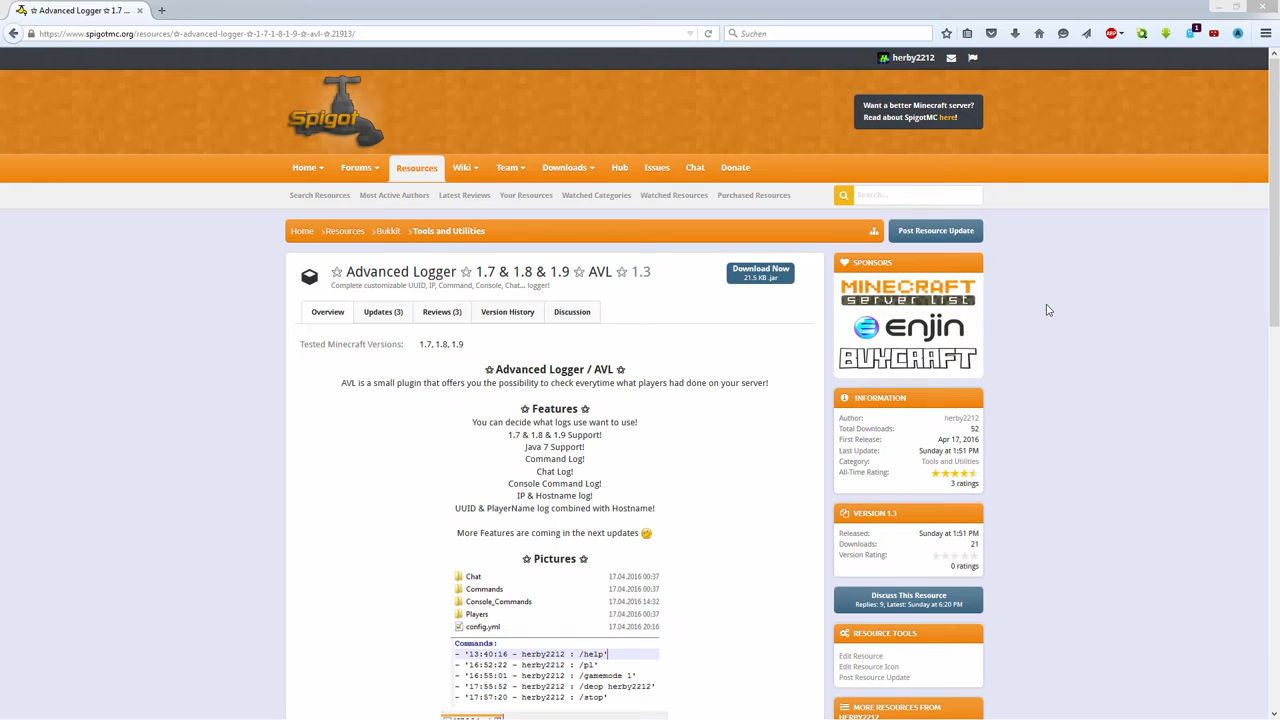 ☆ Advanced Logger ☆ 1.7 ...
https://www.spigotmc.org/resources/☆-advanced-logger-☆-1-7-1-8-1-9-☆-avl-☆.21913/
Suchen
ABP
1
herby2212
Spigot
Want a better Minecraft server?
Read about SpigotMC here!
Home Forums Resources Wiki Team Downloads Hub Issues Chat Donate
Search Resources Most Active Authors Latest Reviews Your Resources Watched Categories Watched Resources Purchased Resources
Search...
Home Resources Bukkit Tools and Utilities
Post Resource Update
☆ Advanced Logger ☆ 1.7 & 1.8 & 1.9 ☆ AVL ☆ 1.3
Complete customizable UUID, IP, Command, Console, Chat... logger!
Download Now
21.5 KB .jar
Overview Updates (3) Reviews (3) Version History Discussion
Tested Minecraft Versions: 1.7, 1.8, 1.9
✰ Advanced Logger / AVL ✰
AVL is a small plugin that offers you the possibility to check everytime what players had done on your server!
✰ Features ✰
You can decide what logs use want to use!
1.7 & 1.8 & 1.9 Support!
Java 7 Support!
Command Log!
Chat Log!
Console Command Log!
IP & Hostname log!
UUID & PlayerName log combined with Hostname!
More Features are coming in the next updates
✰ Pictures ✰
Chat 17.04.2016 00:37
Commands 17.04.2016 00:37
Console_Commands 17.04.2016 14:32
Players 17.04.2016 00:37
config.yml 17.04.2016 20:16
Commands:
- '13:40:16 - herby2212 : /help'
- '16:52:22 - herby2212 : /pl'
- '16:55:01 - herby2212 : /gamemode 1'
- '17:55:52 - herby2212 : /deop herby2212'
- '17:57:20 - herby2212 : /stop'
SPONSORS
MINECRAFT
server list
enjin
BUYCRAFT
INFORMATION
Author: herby2212
Total Downloads: 52
First Release: Apr 17, 2016
Last Update: Sunday at 1:51 PM
Category: Tools and Utilities
All-Time Rating:
3 ratings
VERSION 1.3
Released: Sunday at 1:51 PM
Downloads: 21
Version Rating:
0 ratings
Discuss This Resource
Replies: 9, Latest: Sunday at 6:20 PM
RESOURCE TOOLS
Edit Resource
Edit Resource Icon
Post Resource Update
MORE RESOURCES FROM
HERBY2212